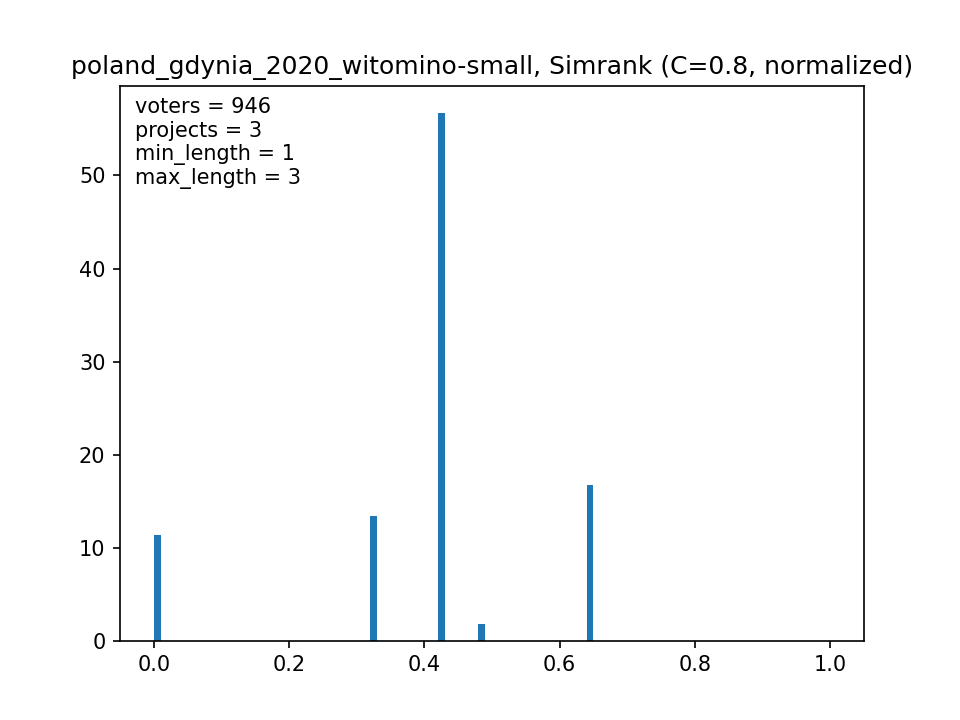 poland_gdynia_2020_witomino-small, Simrank (C=0.8, normalized)
voters = 946
projects = 3
min_length = 1
max_length = 3
50
40
30
20
10
0
0.0 0.2 0.4 0.6 0.8 1.0